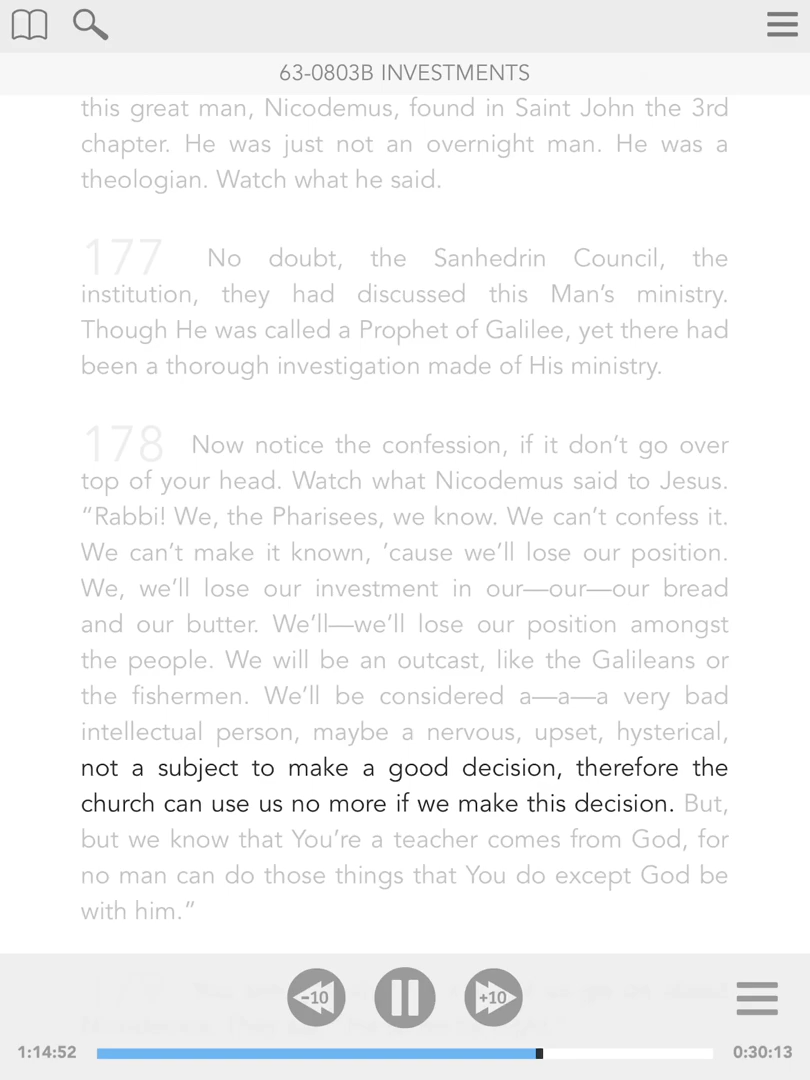 63-0803B INVESTMENTS
this great man, Nicodemus, found in Saint John the 3rd
chapter. He was just not an overnight man. He was a
theologian. Watch what he said.
177 No doubt, the Sanhedrin Council, the
institution, they had discussed this Man’s ministry.
Though He was called a Prophet of Galilee, yet there had
been a thorough investigation made of His ministry.
178 Now notice the confession, if it don’t go over
top of your head. Watch what Nicodemus said to Jesus.
“Rabbi! We, the Pharisees, we know. We can’t confess it.
We can’t make it known, ’cause we’ll lose our position.
We, we’ll lose our investment in our—our—our bread
and our butter. We’ll—we’ll lose our position amongst
the people. We will be an outcast, like the Galileans or
the fishermen. We’ll be considered a—a—a very bad
intellectual person, maybe a nervous, upset, hysterical,
not a subject to make a good decision, therefore the
church can use us no more if we make this decision. But,
but we know that You’re a teacher comes from God, for
no man can do those things that You do except God be
with him.”
-10 +10
1:14:52 0:30:13